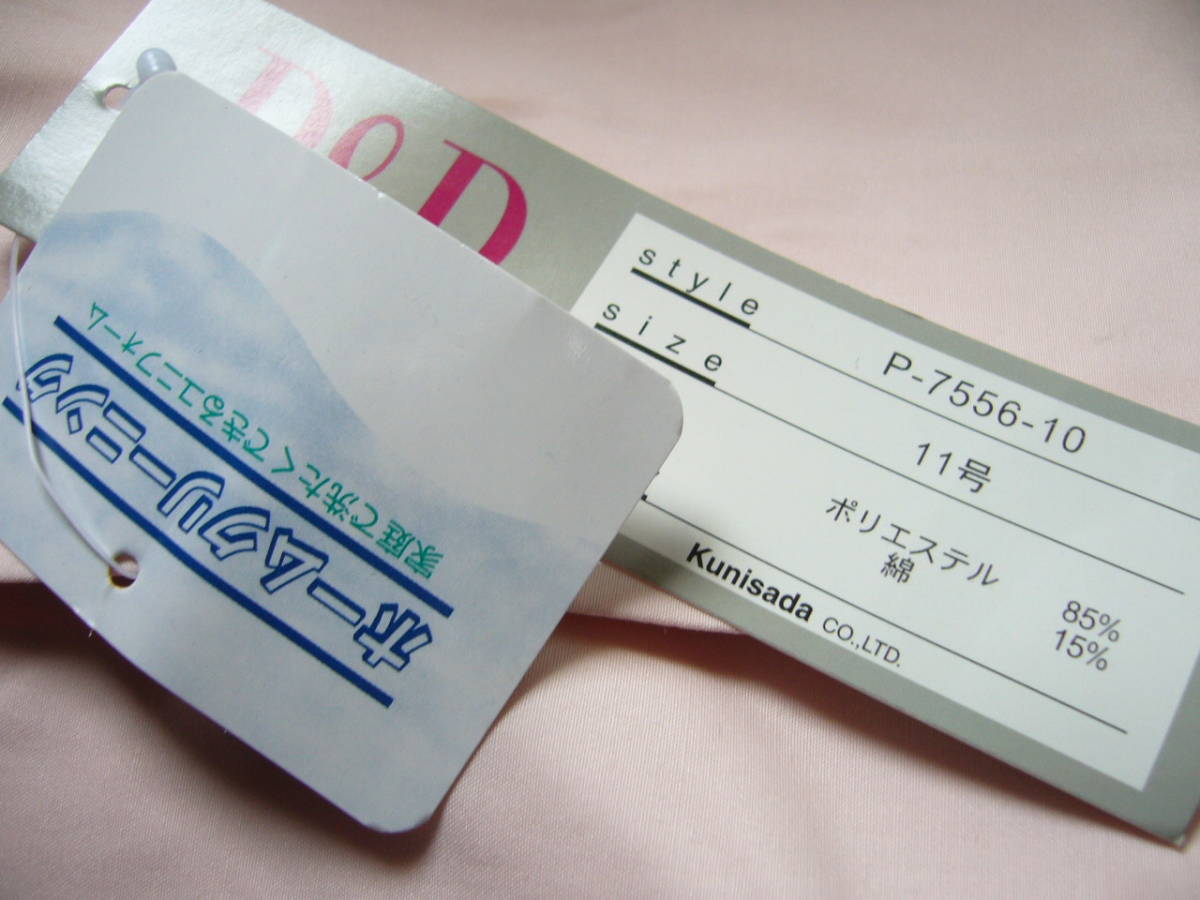 Do D
style
P-7556-10
size
11号
ポリエステル 85%
綿 15%
Kunisada CO.,LTD.
ホームクリーニング
家庭で洗たくできるユニフォーム